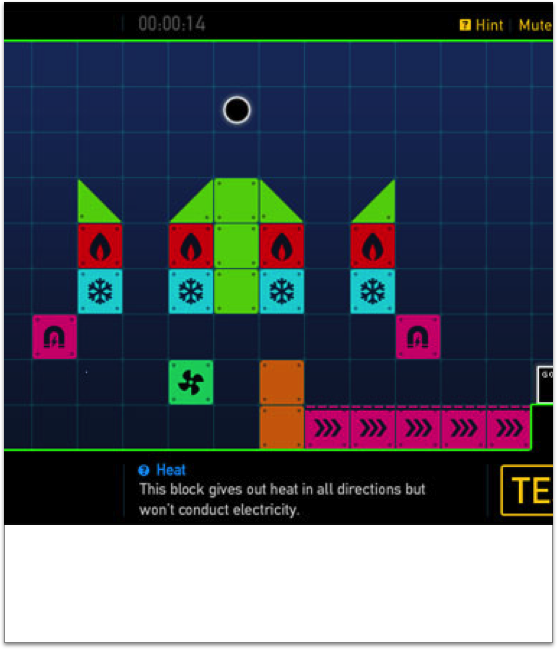 00:00:14
? Hint
Mute
GO
? Heat
This block gives out heat in all directions but
won't conduct electricity.
TE